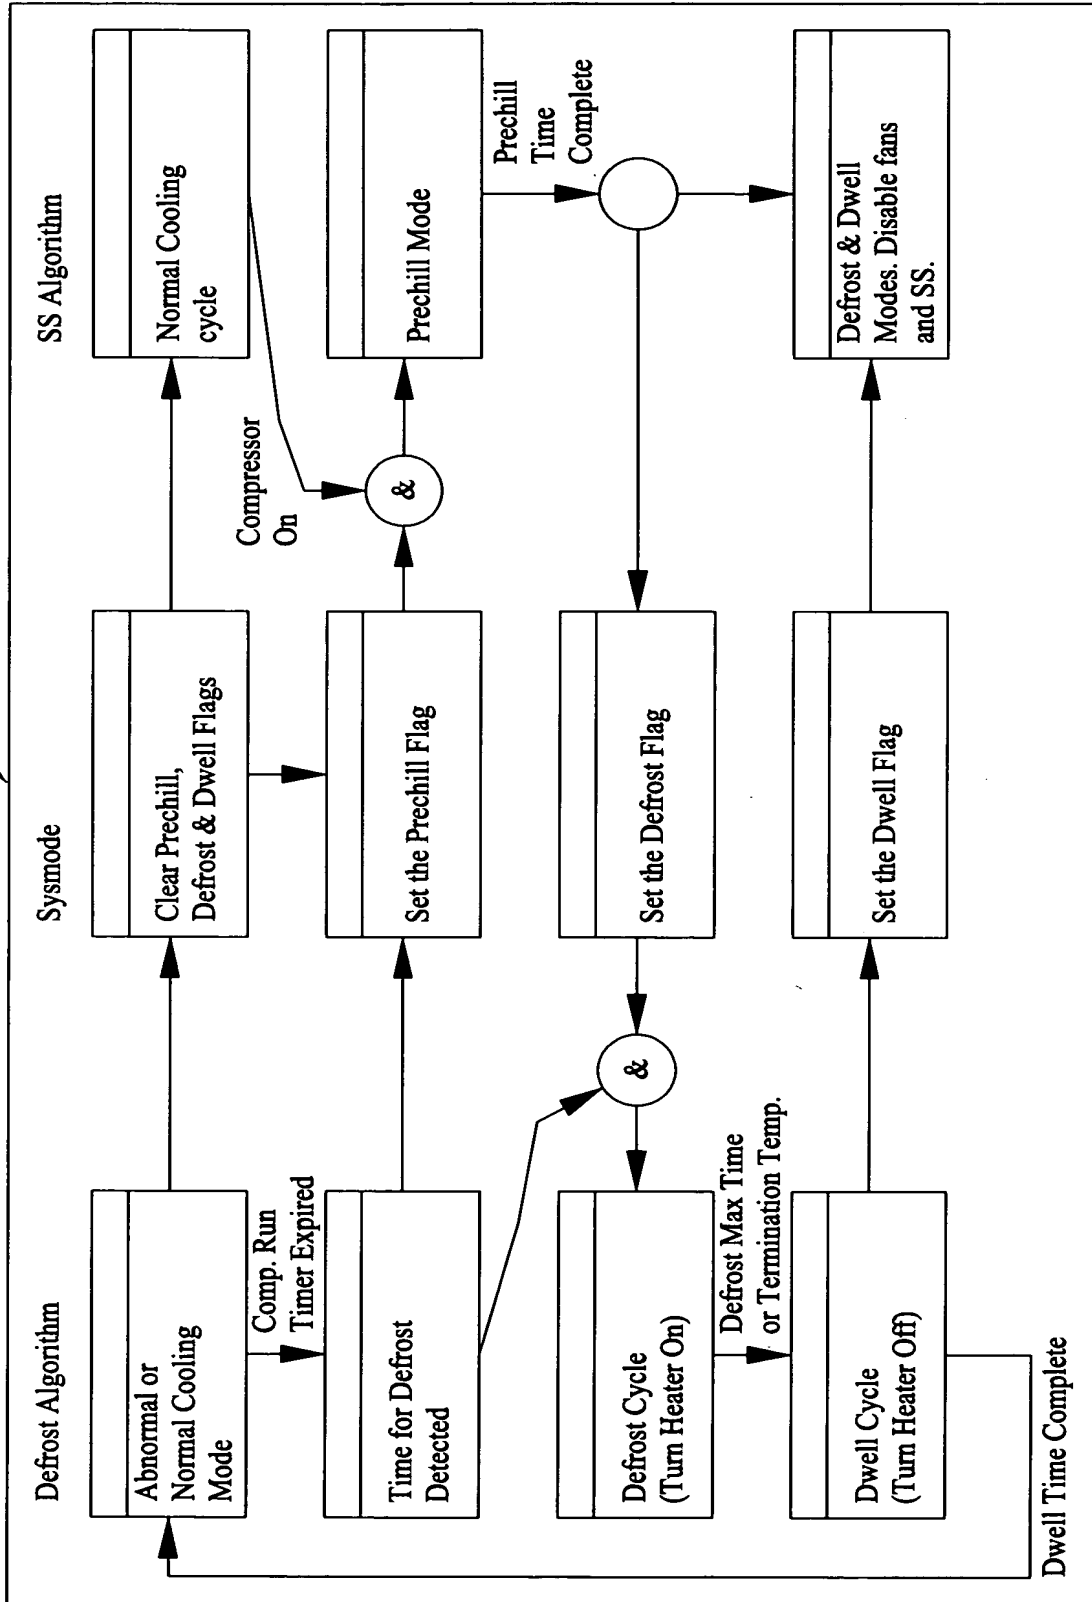 Defrost Algorithm
Sysmode
SS Algorithm
Abnormal or
Normal Cooling
Mode
Clear Prechill,
Defrost & Dwell Flags
Normal Cooling
cycle
Comp. Run
Timer Expired
Compressor
On
Time for Defrost
Detected
Set the Prechill Flag
&
Prechill Mode
Prechill
Time
Complete
Defrost Cycle
(Turn Heater On)
&
Set the Defrost Flag
Defrost Max Time
or Termination Temp.
Dwell Cycle
(Turn Heater Off)
Set the Dwell Flag
Defrost & Dwell
Modes. Disable fans
and SS.
Dwell Time Complete